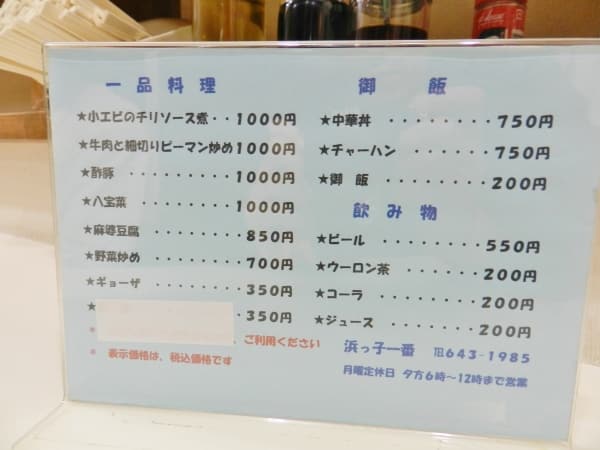 一品料理
★小エビのチリソース煮・・1000円
★牛肉と細切りピーマン炒め1000円
★酢豚・・・・・・・・1000円
★八宝菜・・・・・・・1000円
★麻婆豆腐・・・・・・・850円
★野菜炒め・・・・・・・700円
★ギョーザ・・・・・・・350円
★350円
＊、ご利用ください
＊ 表示価格は、税込価格です
御飯
★中華丼・・・・・・・750円
★チャーハン・・・・・750円
★御飯・・・・・・・・200円
飲み物
★ビール・・・・・・・550円
★ウーロン茶・・・・・・200円
★コーラ・・・・・・・・200円
★ジュース・・・・・・・200円
浜っ子一番 ℡643-1985
月曜定休日 夕方6時〜12時まで営業